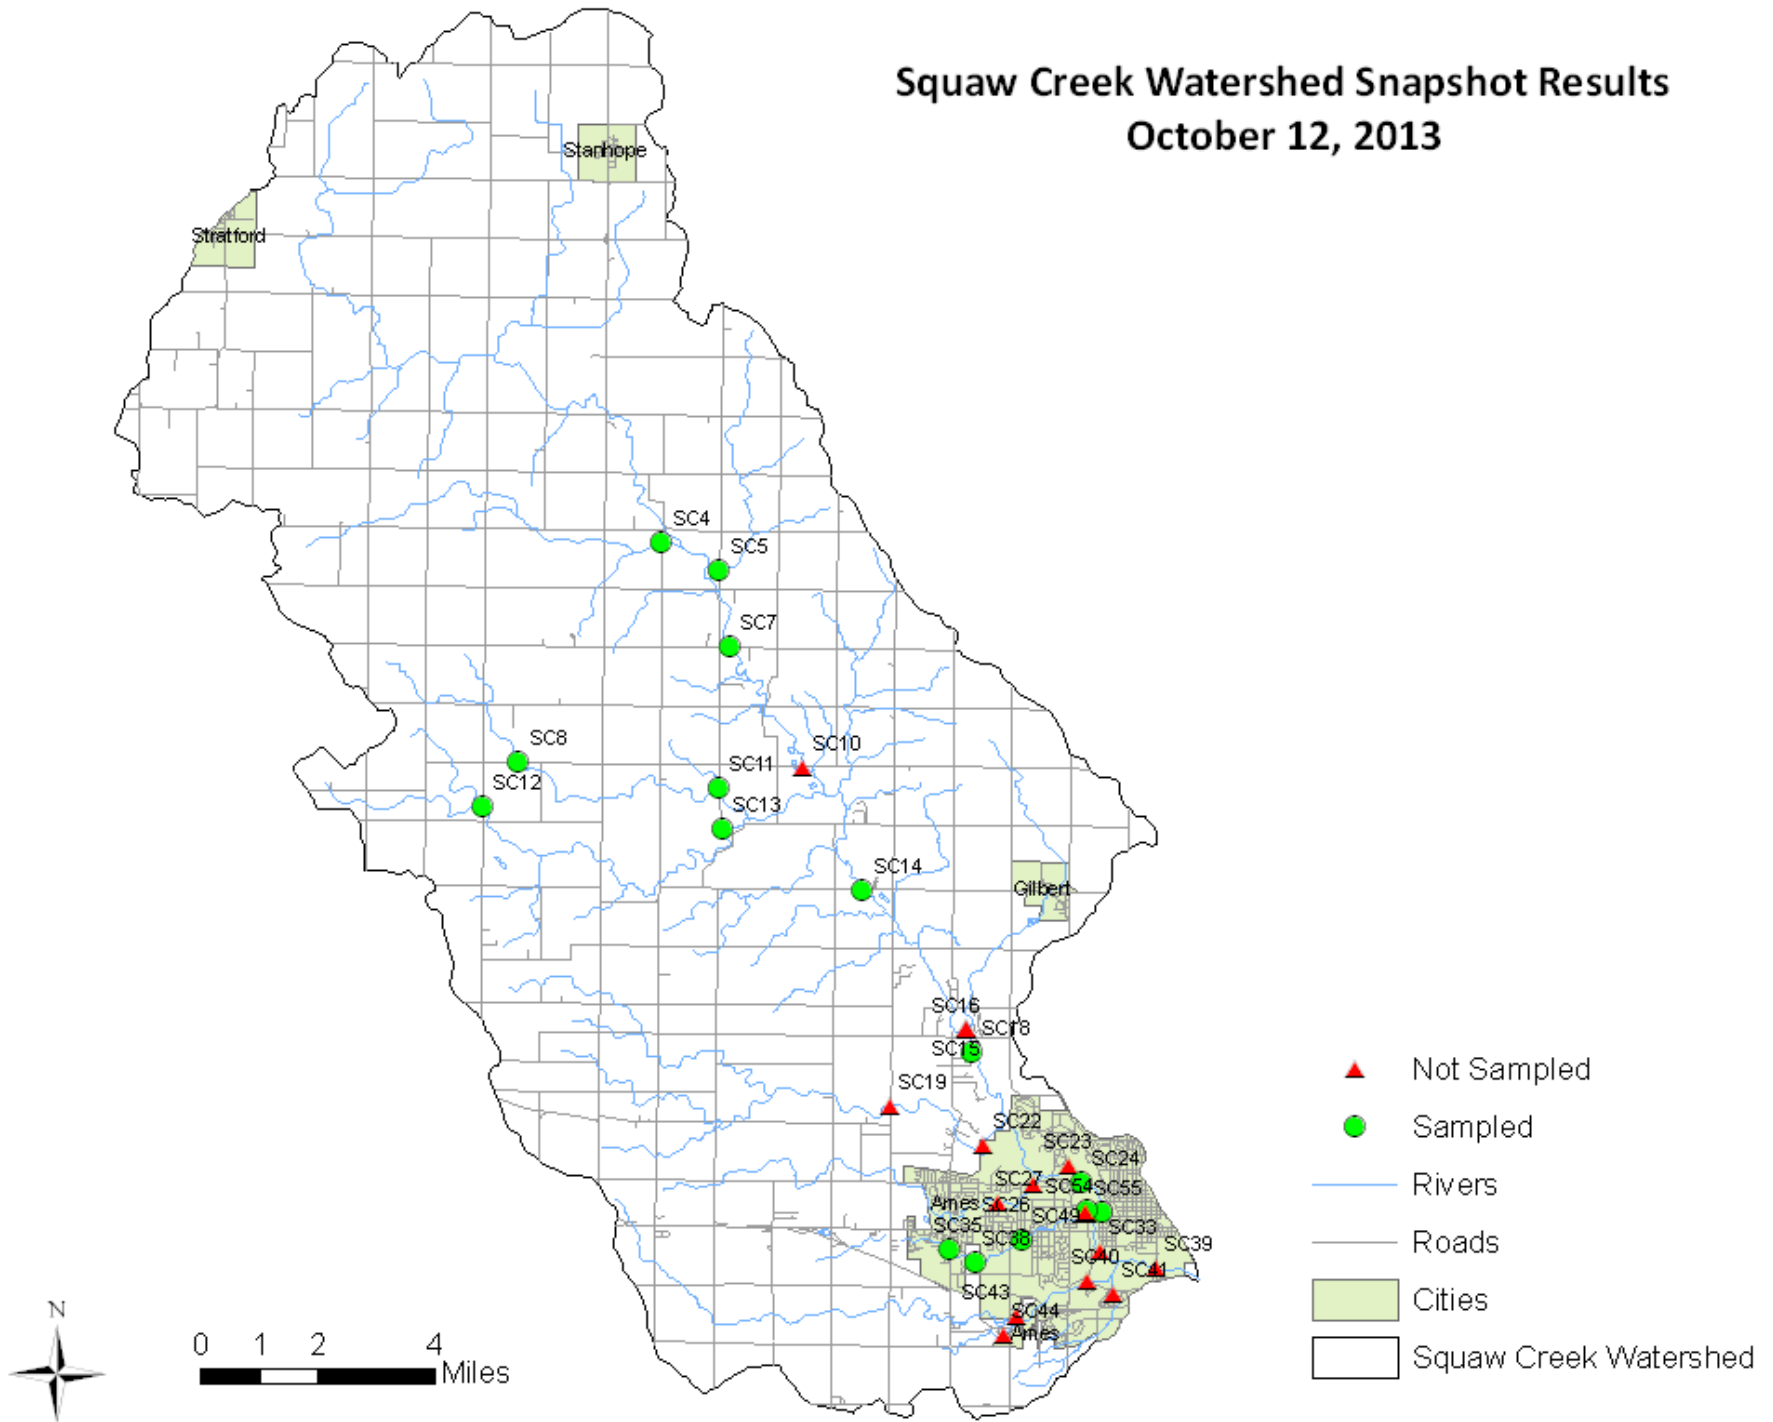 Squaw Creek Watershed Snapshot Results
October 12, 2013
Stanhope
Stratford
SC4
SC5
SC7
SC8
SC10
SC11
SC12
SC13
SC14
Gilbert
SC16
SC18
SC15
SC19
SC22
SC23
SC24
SC27
SC54
SC55
Ames
SC26
SC49
SC33
SC35
SC38
SC39
SC40
SC41
SC43
SC44
Ames
Not Sampled
Sampled
Rivers
Roads
Cities
Squaw Creek Watershed
N
0 1 2 4
Miles